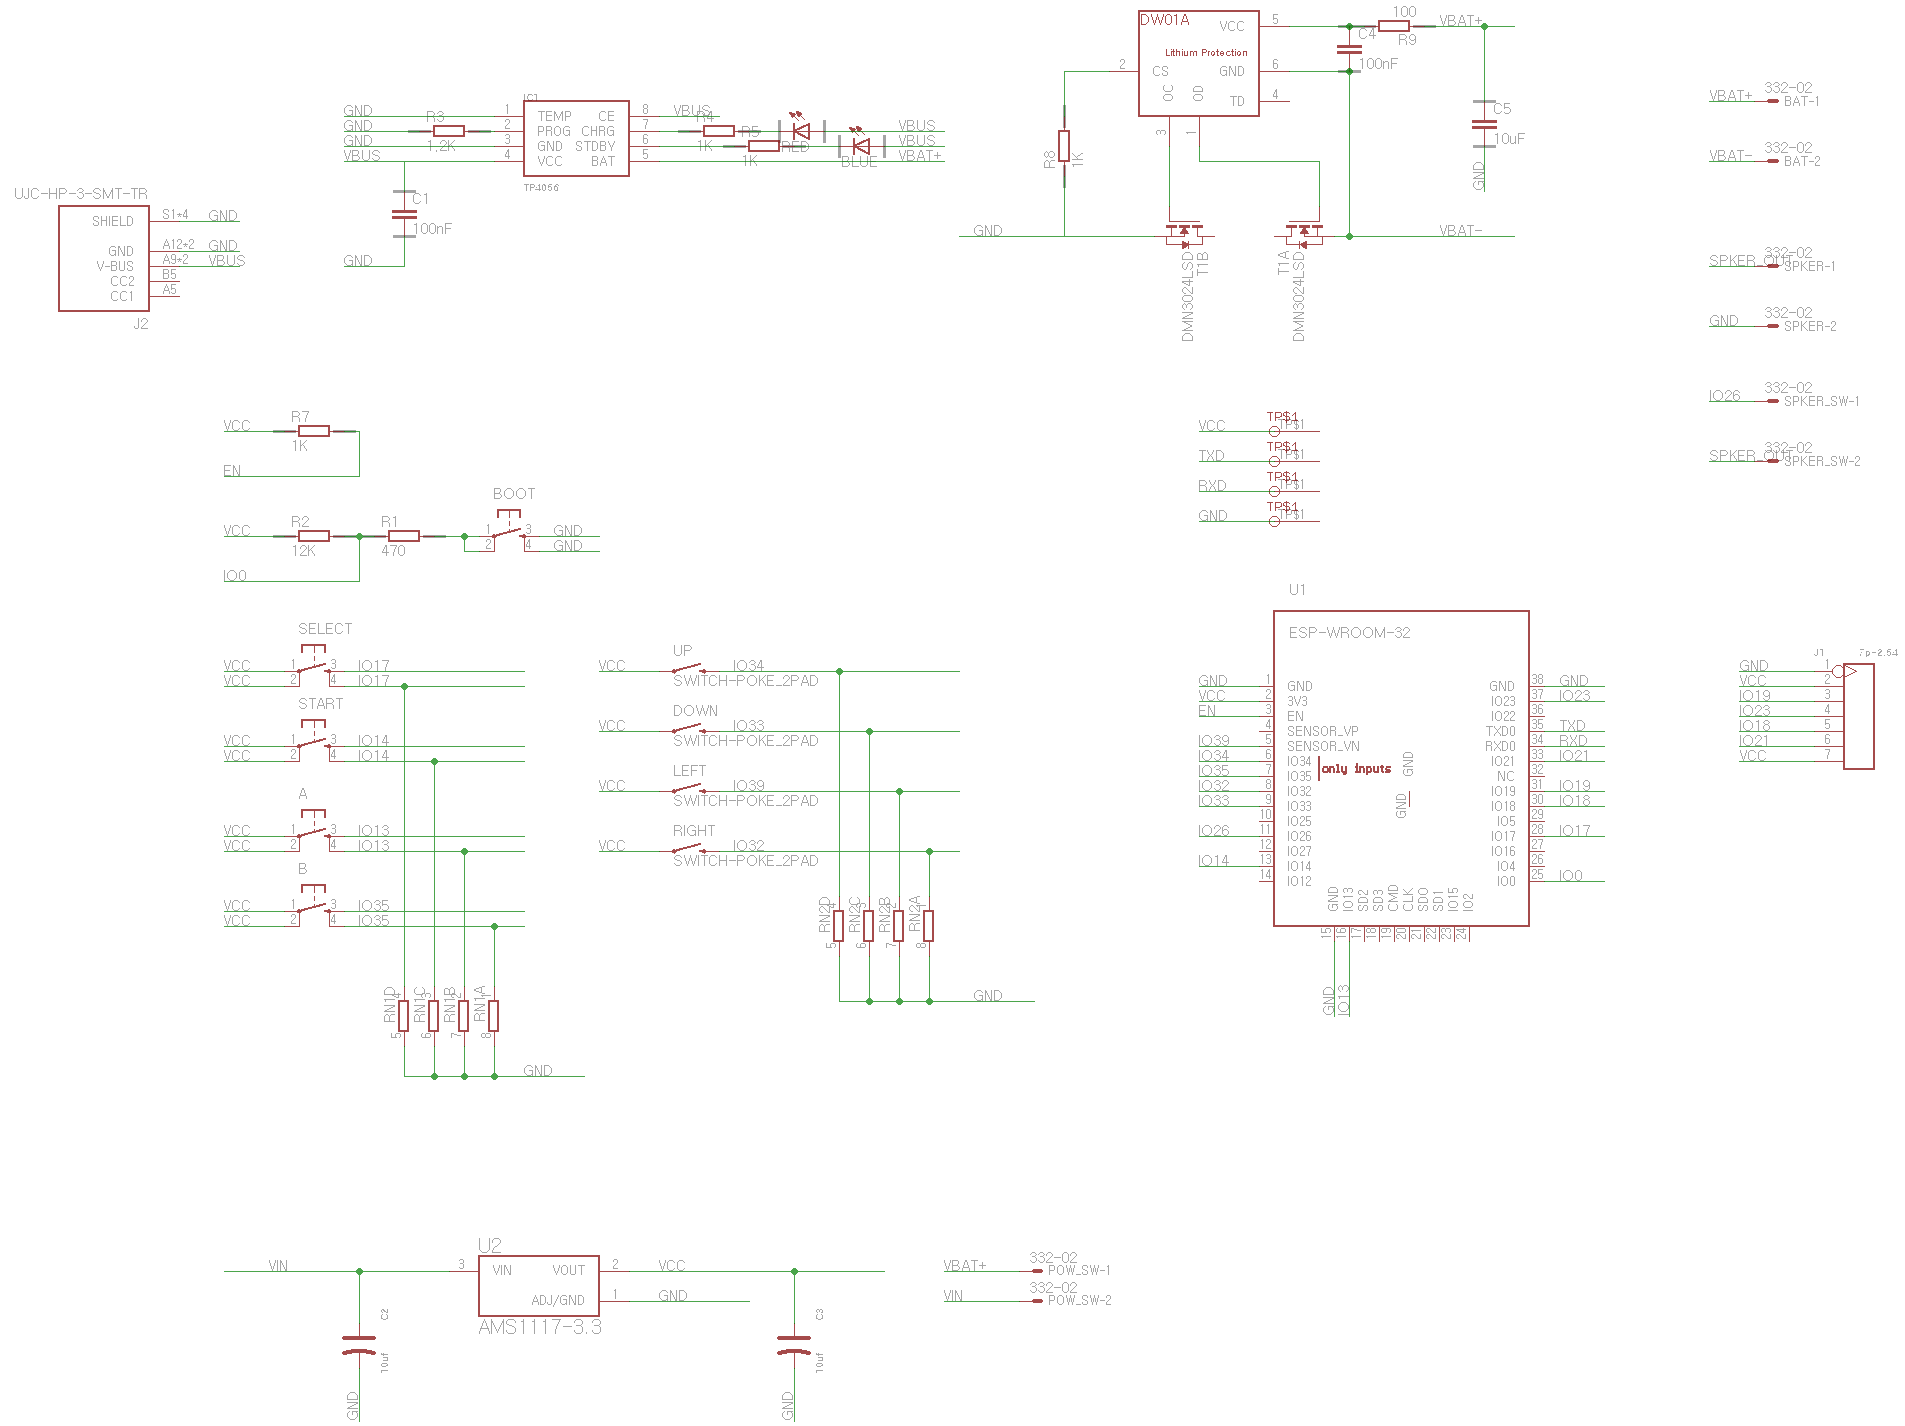 DW01A
VCC
5
Lithium Protection
2
CS
GND
6
OC
OD
TD
4
3
1
100
R9
VBAT+
C4
100nF
C5
10uF
GND
R8
1K
GND
VBAT-
DMN3024LSD
T1B
T1A
DMN3024LSD
IC1
GND
R3
1
TEMP
CE
8
VBUS
R4
GND
1.2K
2
PROG
CHRG
7
1K
R5
RED
VBUS
GND
3
GND
STDBY
6
1K
BLUE
VBUS
VBUS
4
VCC
BAT
5
VBAT+
TP4056
C1
100nF
GND
UJC-HP-3-SMT-TR
SHIELD
S1*4
GND
GND
A12*2
GND
V-BUS
A9*2
VBUS
CC2
B5
CC1
A5
J2
332-02
VBAT+
BAT-1
332-02
VBAT-
BAT-2
332-02
SPKER_OUT
SPKER-1
332-02
GND
SPKER-2
332-02
IO26
SPKER_SW-1
332-02
SPKER_OUT
SPKER_SW-2
VCC
R7
1K
EN
BOOT
VCC
R2
12K
R1
470
1
2
3
4
GND
GND
IO0
VCC
TP$1
TP$1
TXD
TP$1
TP$1
RXD
TP$1
TP$1
GND
TP$1
TP$1
SELECT
VCC
1
3
IO17
VCC
2
4
IO17
START
VCC
1
3
IO14
VCC
2
4
IO14
A
VCC
1
3
IO13
VCC
2
4
IO13
B
VCC
1
3
IO35
VCC
2
4
IO35
RN1D
4
5
RN1C
3
6
RN1B
2
7
RN1A
1
8
GND
UP
VCC
IO34
SWITCH-POKE_2PAD
DOWN
VCC
IO33
SWITCH-POKE_2PAD
LEFT
VCC
IO39
SWITCH-POKE_2PAD
RIGHT
VCC
IO32
SWITCH-POKE_2PAD
RN2D
4
5
RN2C
3
6
RN2B
2
7
RN2A
1
8
GND
U1
ESP-WROOM-32
GND
1
GND
VCC
2
3V3
EN
3
EN
4
SENSOR_VP
IO39
5
SENSOR_VN
IO34
6
IO34
IO35
7
IO35
only inputs
IO32
8
IO32
IO33
9
IO33
10
IO25
IO26
11
IO26
12
IO27
IO14
13
IO14
14
IO12
GND
GND
GND
38
GND
IO23
37
IO23
IO22
36
TXD0
35
TXD
RXD0
34
RXD
IO21
33
IO21
NC
32
IO19
31
IO19
IO18
30
IO18
IO5
29
IO17
28
IO17
IO16
27
IO4
26
IO0
25
IO0
GND
IO13
SD2
SD3
CMD
CLK
SD0
SD1
IO15
IO2
15
16
17
18
19
20
21
22
23
24
GND
IO13
J1
7p-2.54
GND
1
VCC
2
IO19
3
IO23
4
IO18
5
IO21
6
VCC
7
U2
VIN
3
VIN
VOUT
2
VCC
ADJ/GND
1
GND
AMS1117-3.3
C2
10uf
GND
C3
10uf
GND
332-02
VBAT+
POW_SW-1
332-02
VIN
POW_SW-2